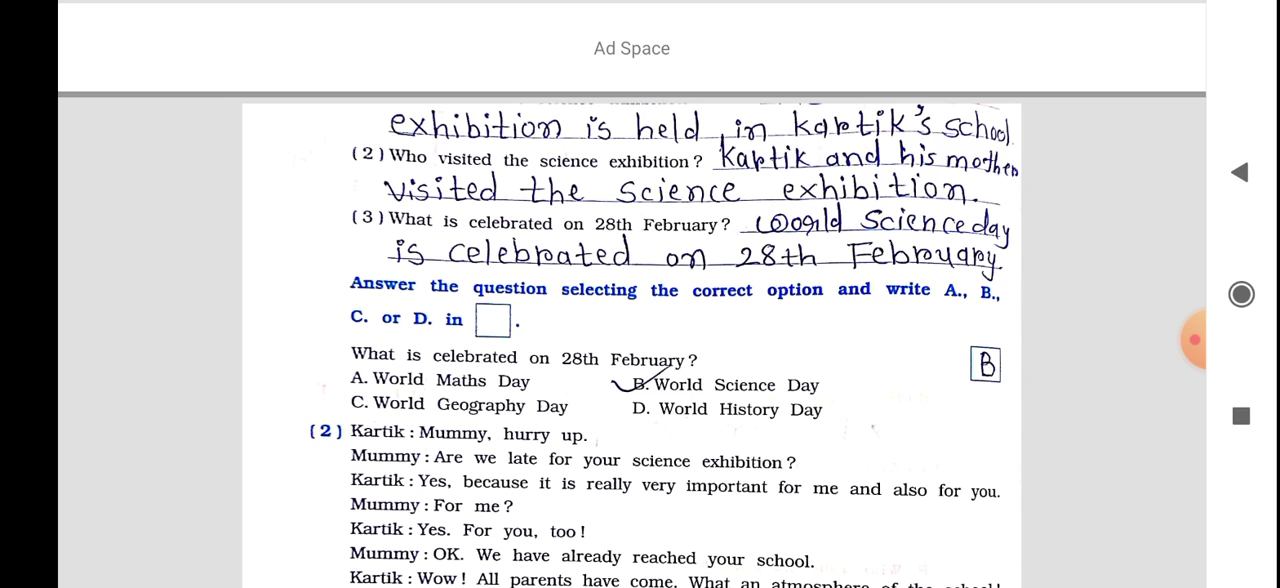 Ad Space
exhibition is held in kartik's school
(2) Who visited the science exhibition? Kartik and his mother
visited the science exhibition.
(3) What is celebrated on 28th February? World Science day
is celebrated on 28th February.
Answer the question selecting the correct option and write A., B.,
C. or D. in .
What is celebrated on 28th February? B
A. World Maths Day B. World Science Day
C. World Geography Day D. World History Day
(2) Kartik : Mummy, hurry up.
Mummy : Are we late for your science exhibition?
Kartik : Yes, because it is really very important for me and also for you.
Mummy : For me?
Kartik : Yes. For you, too!
Mummy : OK. We have already reached your school.
Kartik : Wow! All parents have come. What an atmosphere of the school!